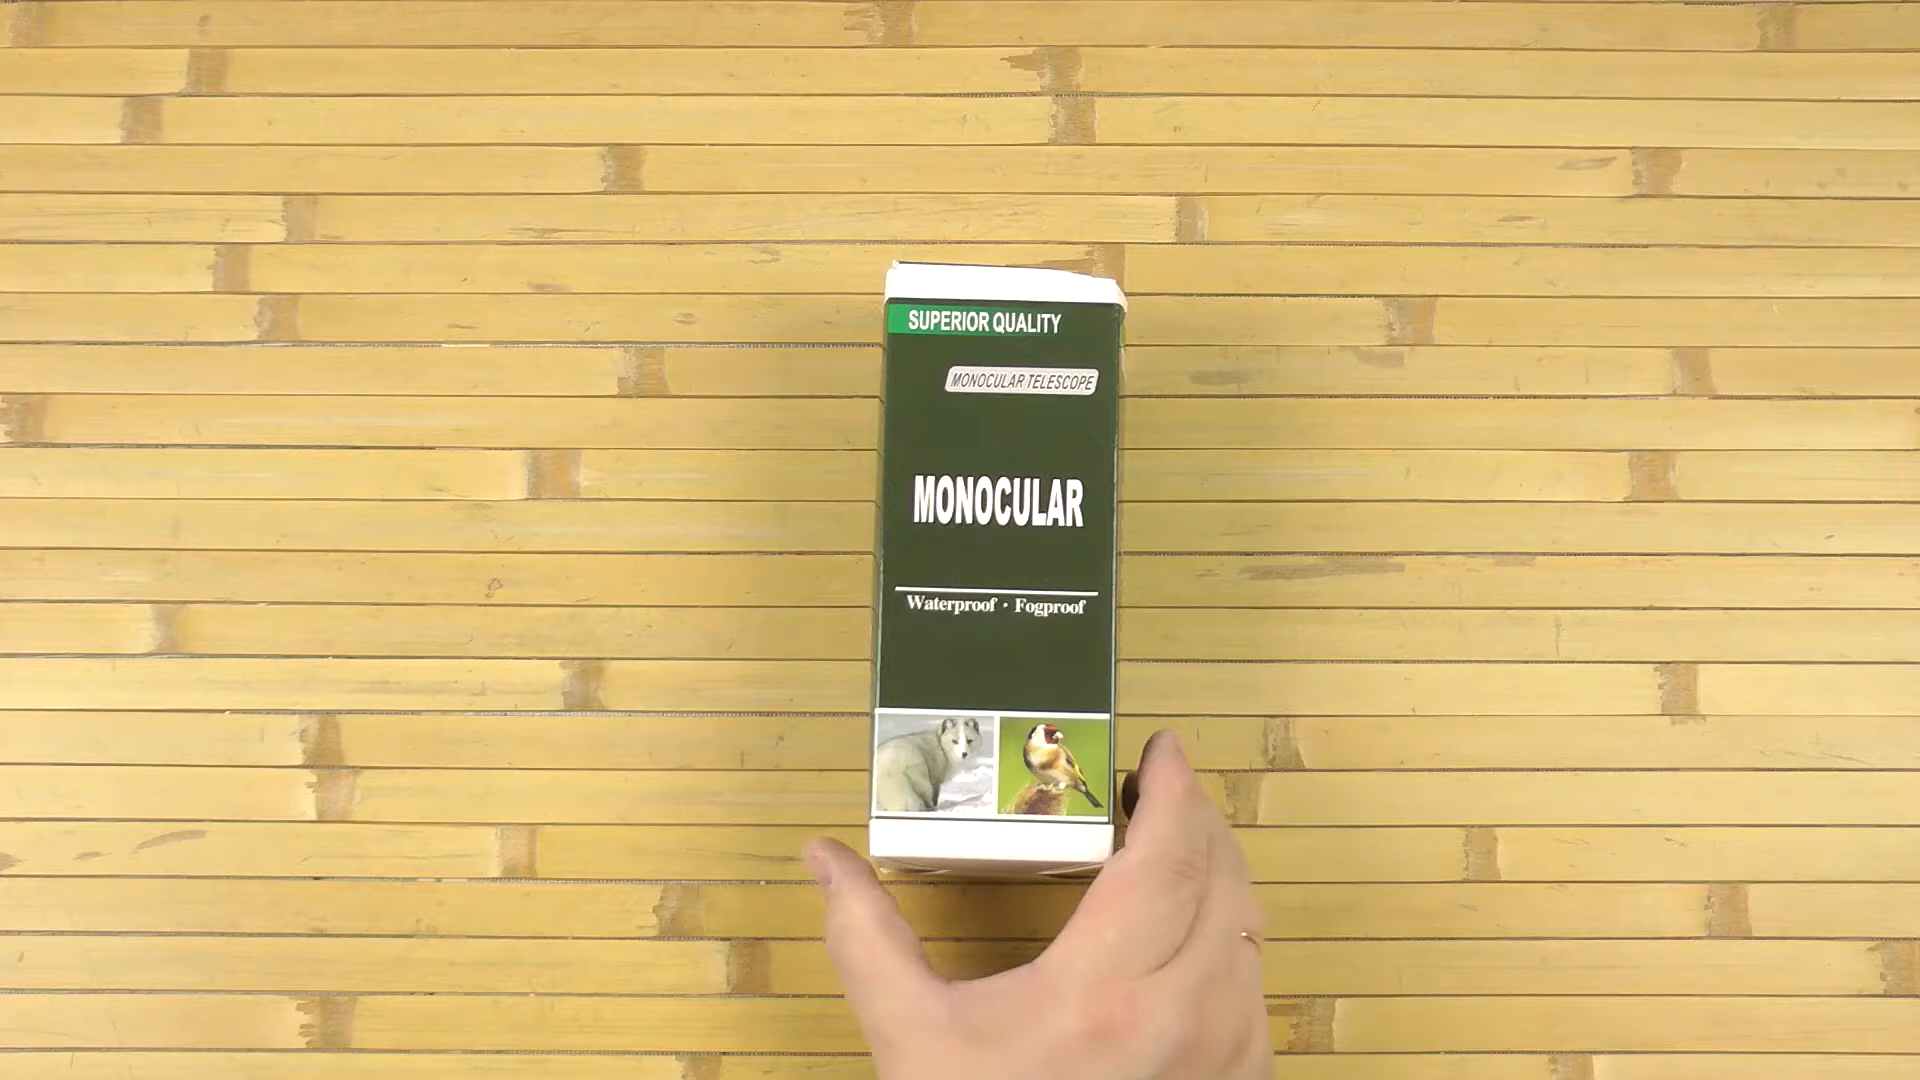 SUPERIOR QUALITY
MONOCULAR TELESCOPE
MONOCULAR
Waterproof · Fogproof